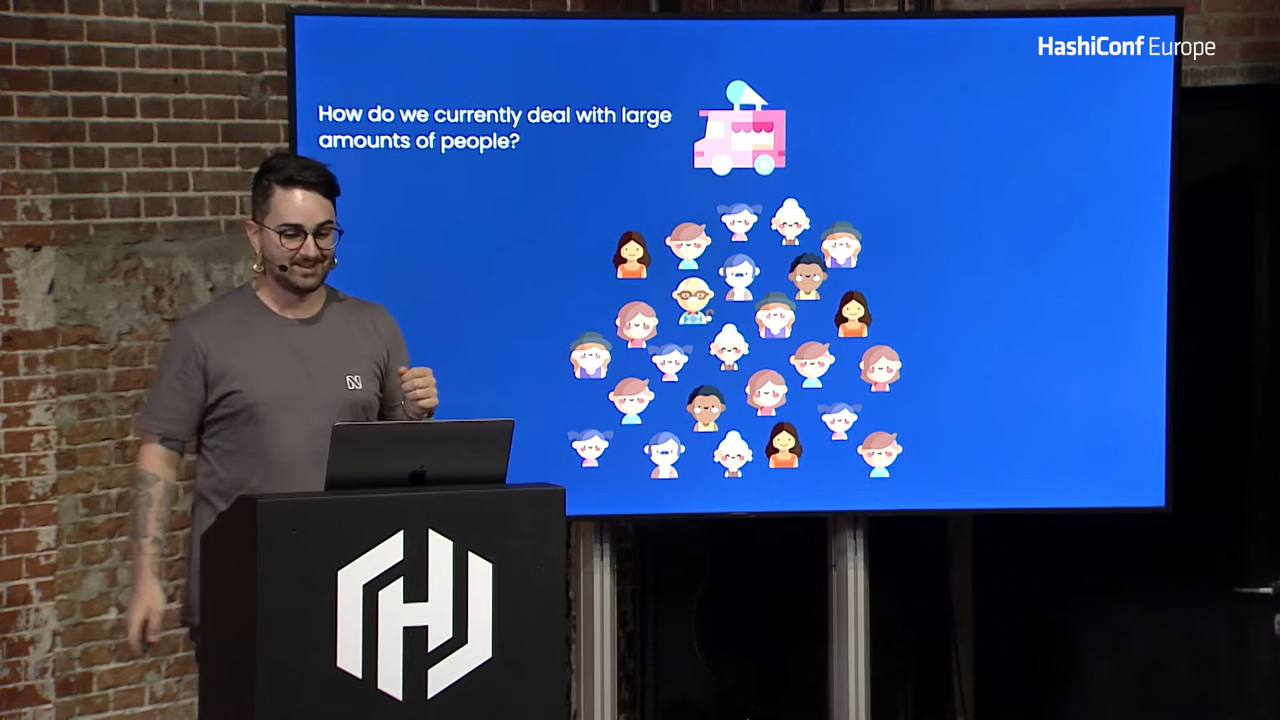 HashiConf Europe
How do we currently deal with large
amounts of people?
N
H